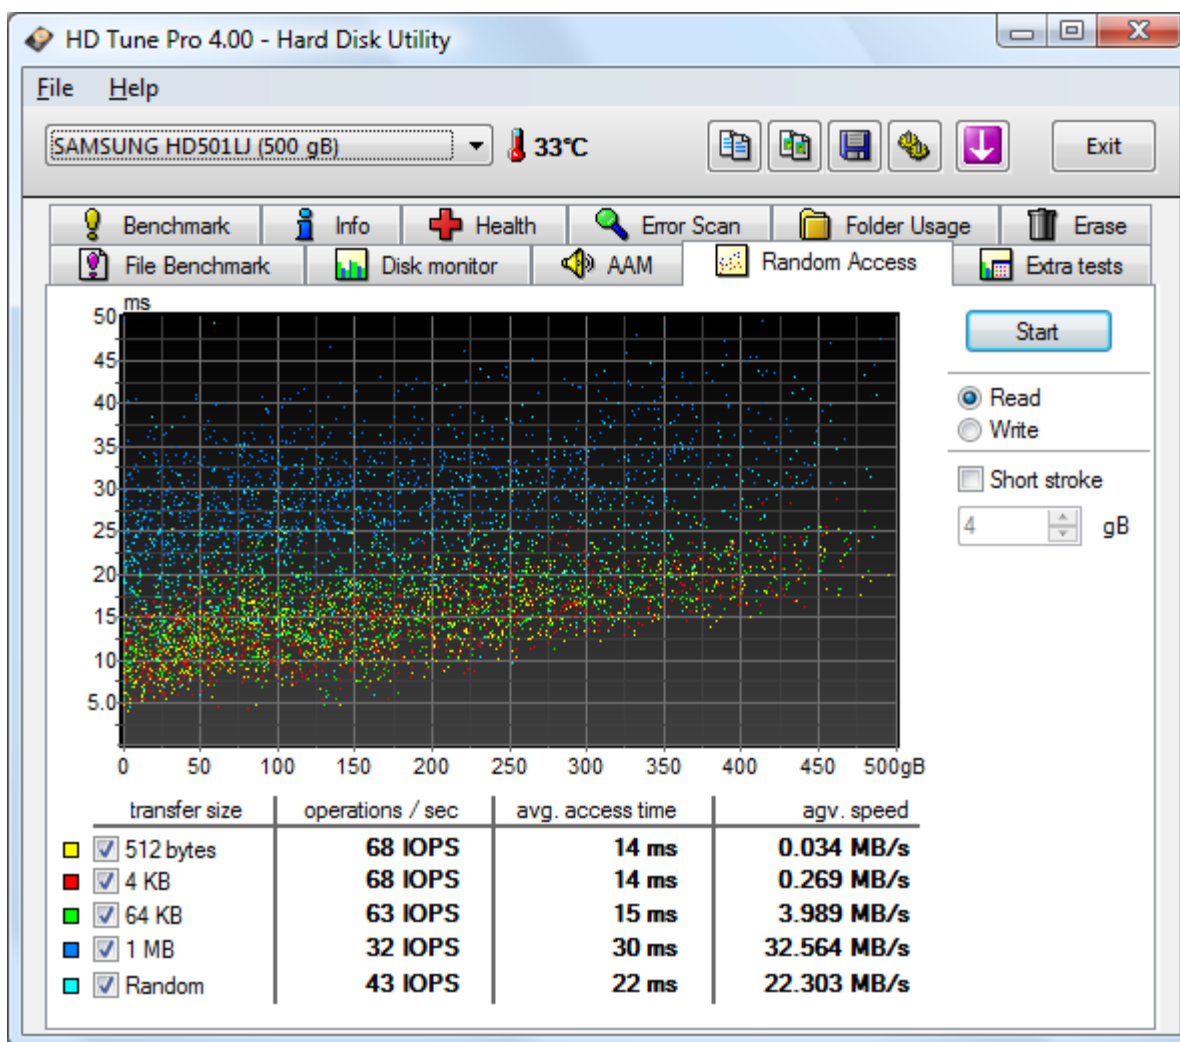 HD Tune Pro 4.00 - Hard Disk Utility
File Help
SAMSUNG HD501LJ (500 gB) 33°C Exit
Benchmark Info Health Error Scan Folder Usage Erase
File Benchmark Disk monitor AAM Random Access Extra tests
ms
50
45
40
35
30
25
20
15
10
5.0
0 50 100 150 200 250 300 350 400 450 500gB
Start
Read
Write
Short stroke
4 gB
transfer size operations / sec avg. access time agv. speed
512 bytes 68 IOPS 14 ms 0.034 MB/s
4 KB 68 IOPS 14 ms 0.269 MB/s
64 KB 63 IOPS 15 ms 3.989 MB/s
1 MB 32 IOPS 30 ms 32.564 MB/s
Random 43 IOPS 22 ms 22.303 MB/s